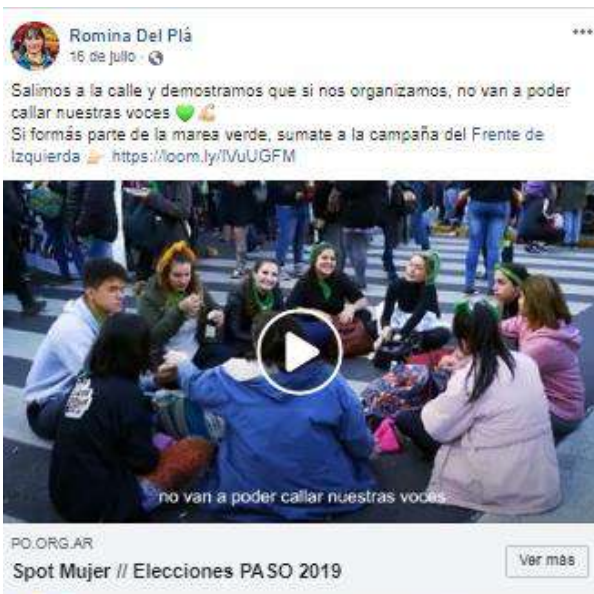 Romina Del Plá
16 de julio
Salimos a la calle y demostramos que si nos organizamos, no van a poder
callar nuestras voces 💚 💪🏻
Si formás parte de la marea verde, sumate a la campaña del Frente de
Izquierda 👉🏻 https://loom.ly/IVuUGFM
no van a poder callar nuestras voces
PO.ORG.AR
Spot Mujer // Elecciones PASO 2019
Ver más